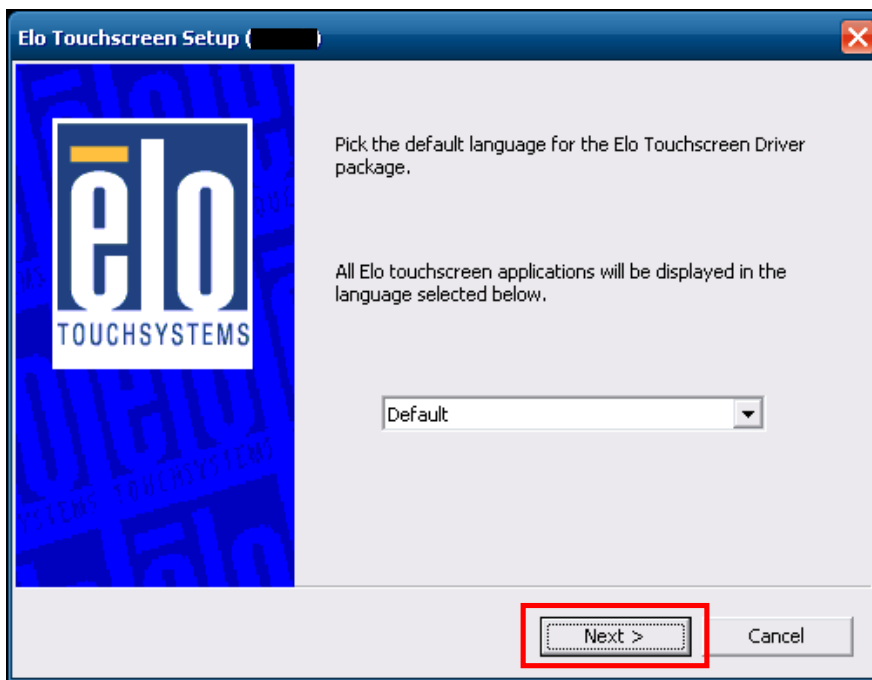 Elo Touchscreen Setup ( )
elo
TOUCHSYSTEMS
Pick the default language for the Elo Touchscreen Driver
package.
All Elo touchscreen applications will be displayed in the
language selected below.
Default
Next >
Cancel